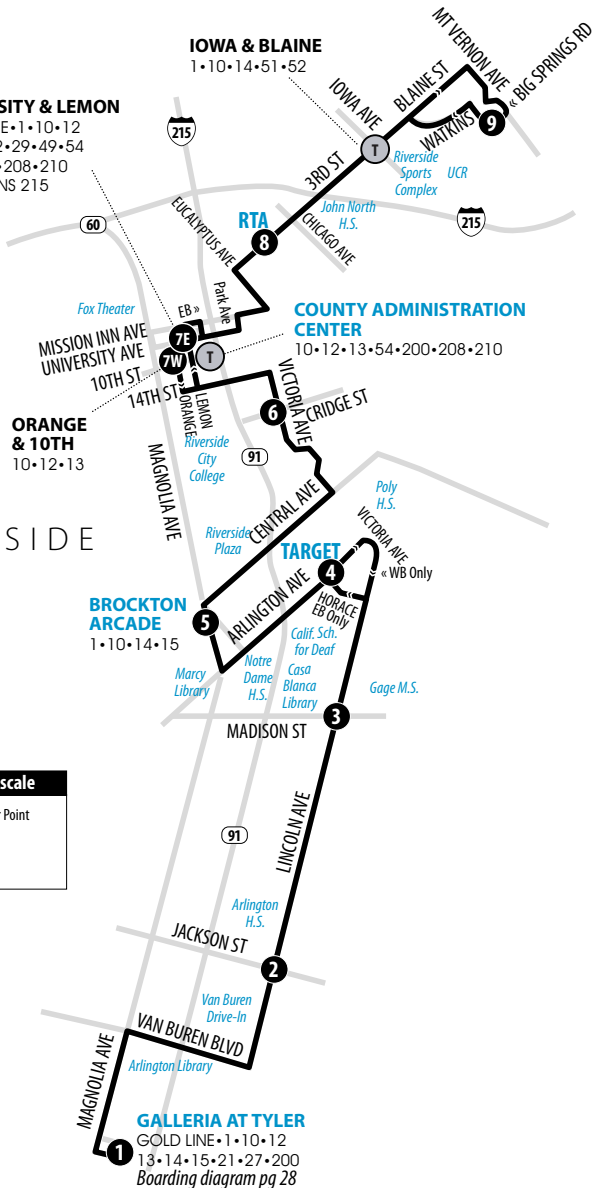 IOWA & BLAINE
1•10•14•51•52
MT VERNON AVE
« BIG SPRINGS RD
BLAINE ST
IOWA AVE
WATKINS
9
T
SITY & LEMON
E•1•10•12
2•29•49•54
208•210
NS 215
215
3RD ST
Riverside
Sports
Complex
UCR
John North
H.S.
CHICAGO AVE
215
60
EUCALYPTUS AVE
RTA
8
Fox Theater
EB »
Park Ave
MISSION INN AVE
UNIVERSITY AVE
10TH ST
14TH ST
7E
7W
T
COUNTY ADMINISTRATION
CENTER
10•12•13•54•200•208•210
ORANGE
LEMON
ORANGE
& 10TH
10•12•13
VICTORIA AVE
6
CRIDGE ST
Riverside
City
College
91
MAGNOLIA AVE
CENTRAL AVE
Poly
H.S.
SIDE
Riverside
Plaza
TARGET
4
VICTORIA AVE
« WB Only
HORACE
EB Only
ARLINGTON AVE
BROCKTON
ARCADE
1•10•14•15
5
Calif. Sch.
for Deaf
Marcy
Library
Notre
Dame
H.S.
Casa
Blanca
Library
Gage M.S.
3
MADISON ST
scale
Point
91
LINCOLN AVE
Arlington
H.S.
JACKSON ST
2
Van Buren
Drive-In
VAN BUREN BLVD
Arlington Library
MAGNOLIA AVE
1
GALLERIA AT TYLER
GOLD LINE•1•10•12
13•14•15•21•27•200
Boarding diagram pg 28